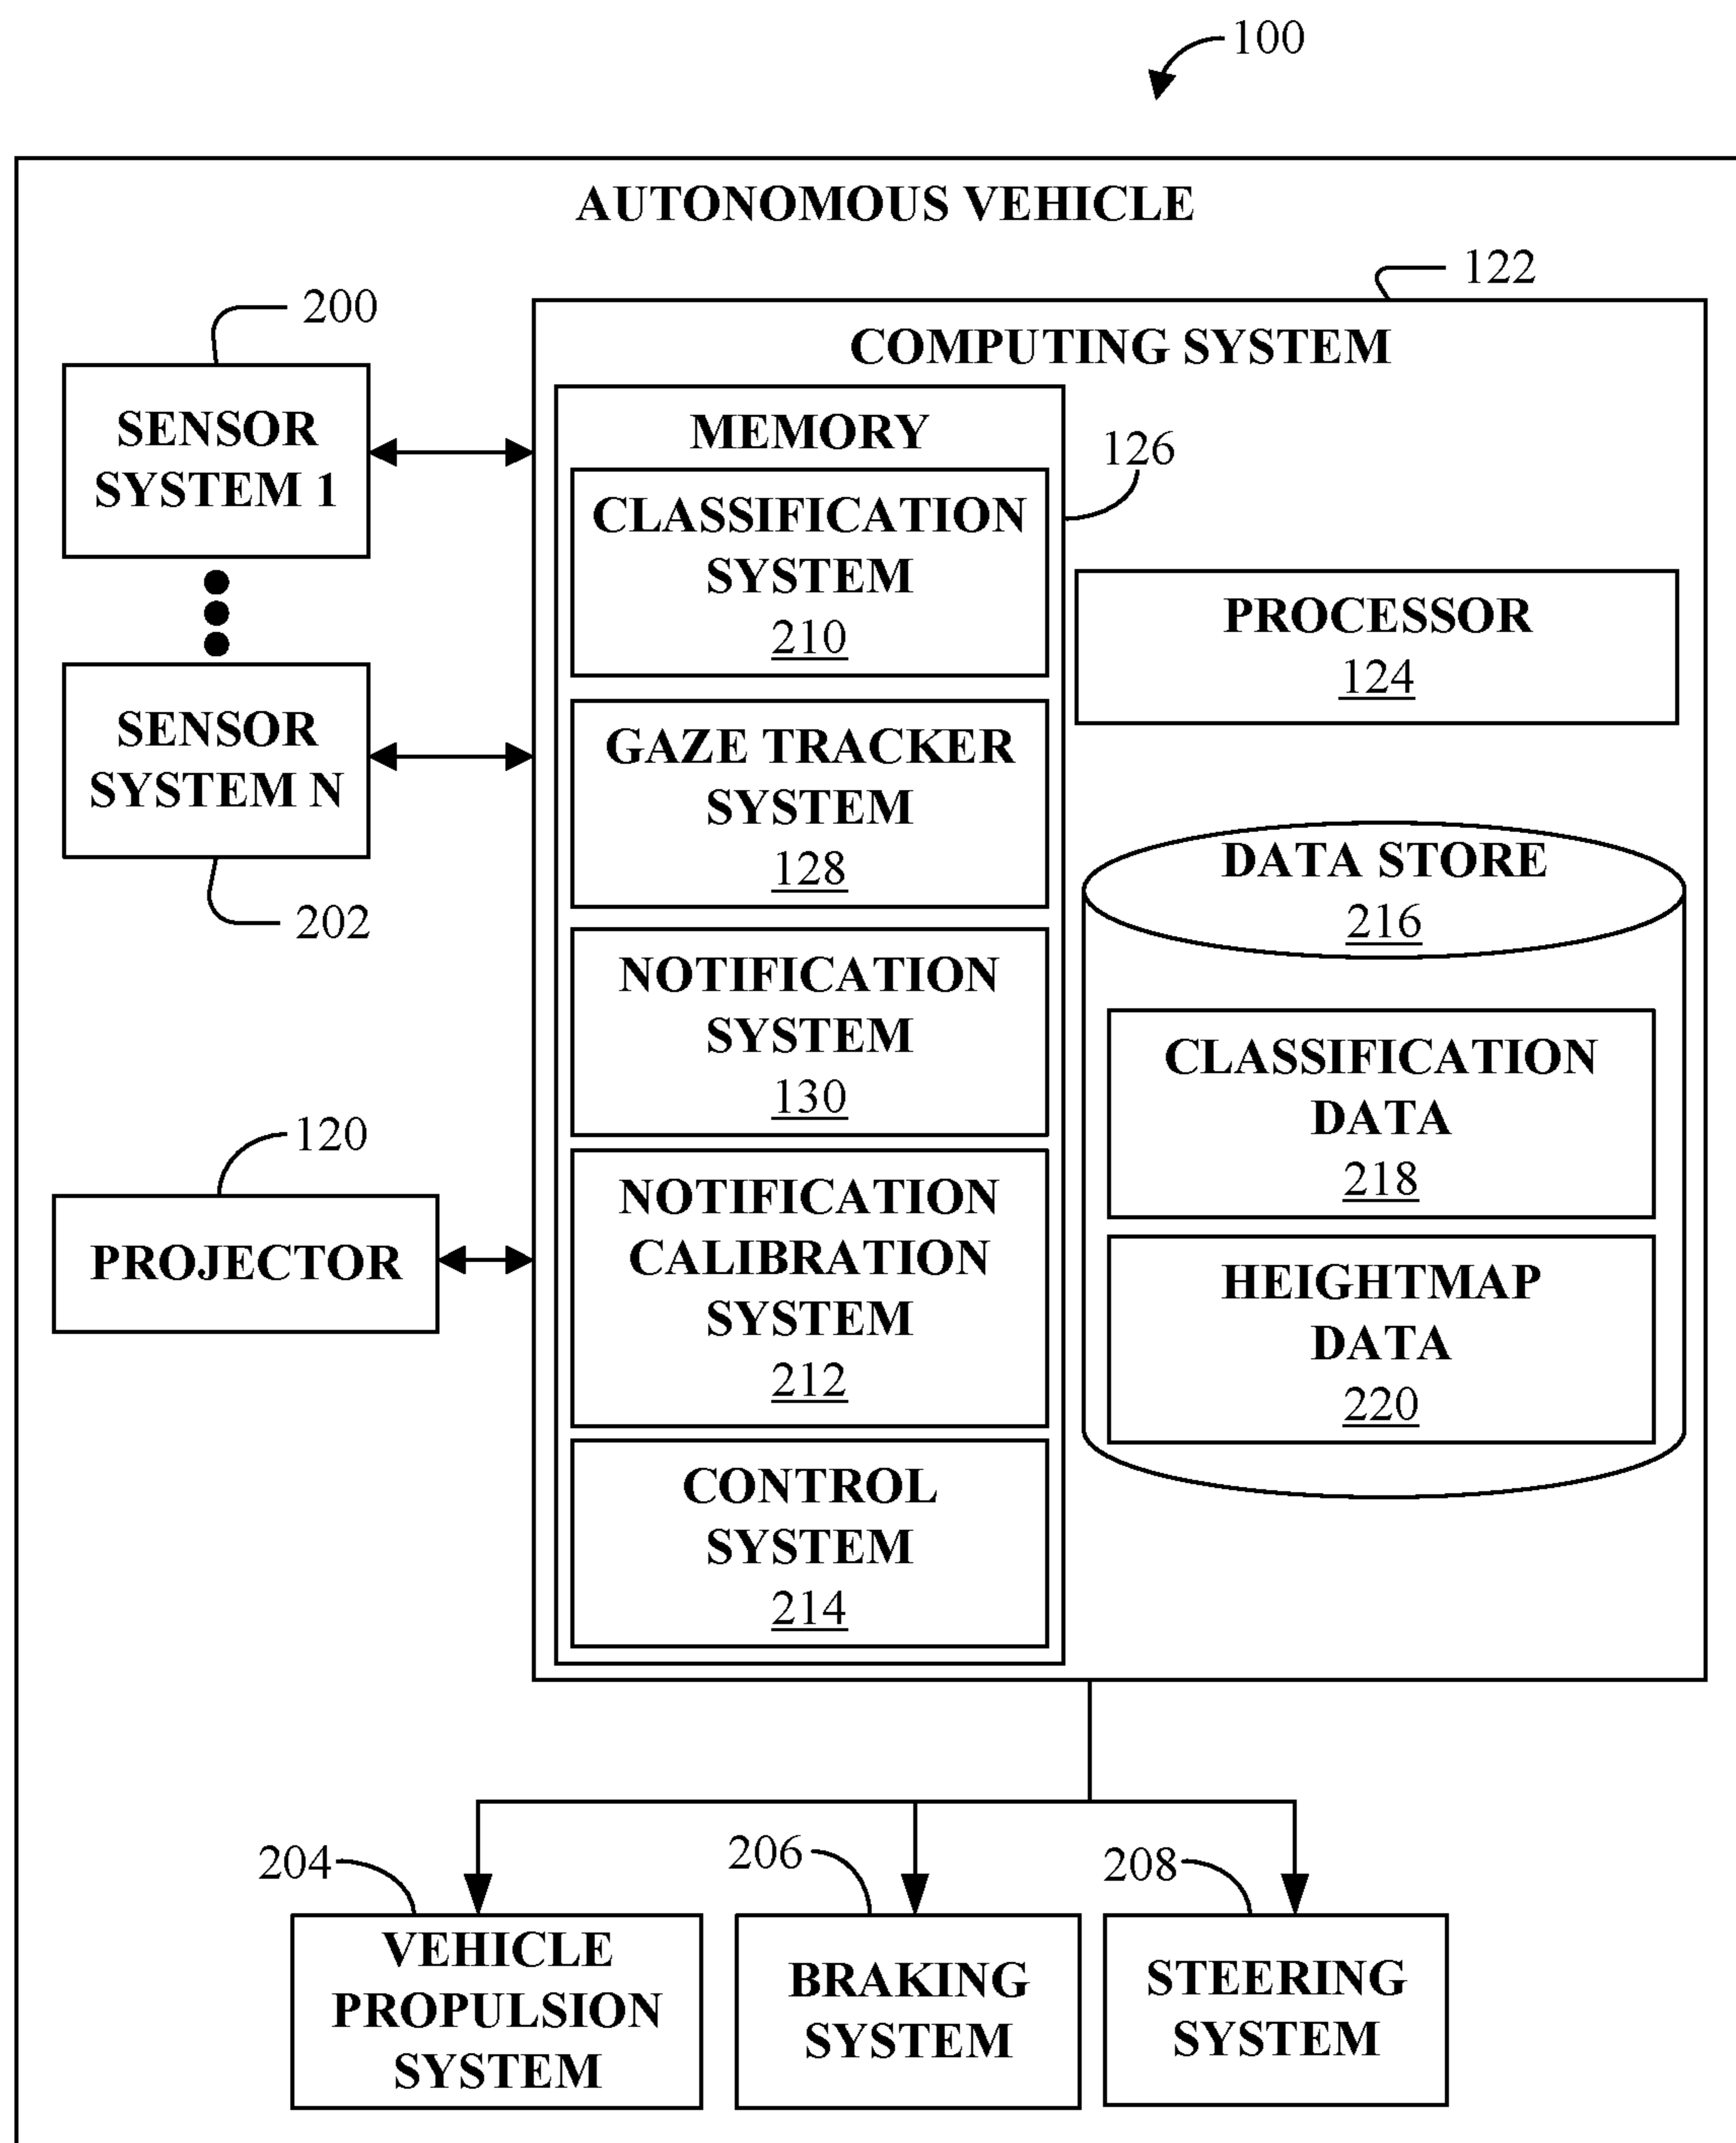 100
AUTONOMOUS VEHICLE
122
200
COMPUTING SYSTEM
SENSOR
SYSTEM 1
MEMORY
126
CLASSIFICATION
SYSTEM
210
PROCESSOR
124
SENSOR
SYSTEM N
202
GAZE TRACKER
SYSTEM
128
DATA STORE
216
NOTIFICATION
SYSTEM
130
CLASSIFICATION
DATA
218
120
PROJECTOR
NOTIFICATION
CALIBRATION
SYSTEM
212
HEIGHTMAP
DATA
220
CONTROL
SYSTEM
214
204
206
208
VEHICLE
PROPULSION
SYSTEM
BRAKING
SYSTEM
STEERING
SYSTEM